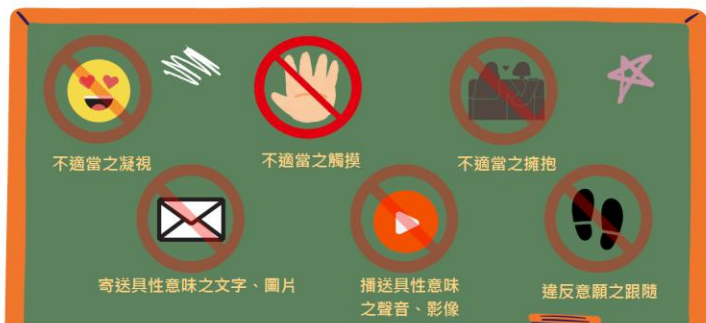 不適當之凝視
不適當之觸摸
不適當之擁抱
寄送具性意味之文字、圖片
播送具性意味
之聲音、影像
違反意願之跟隨